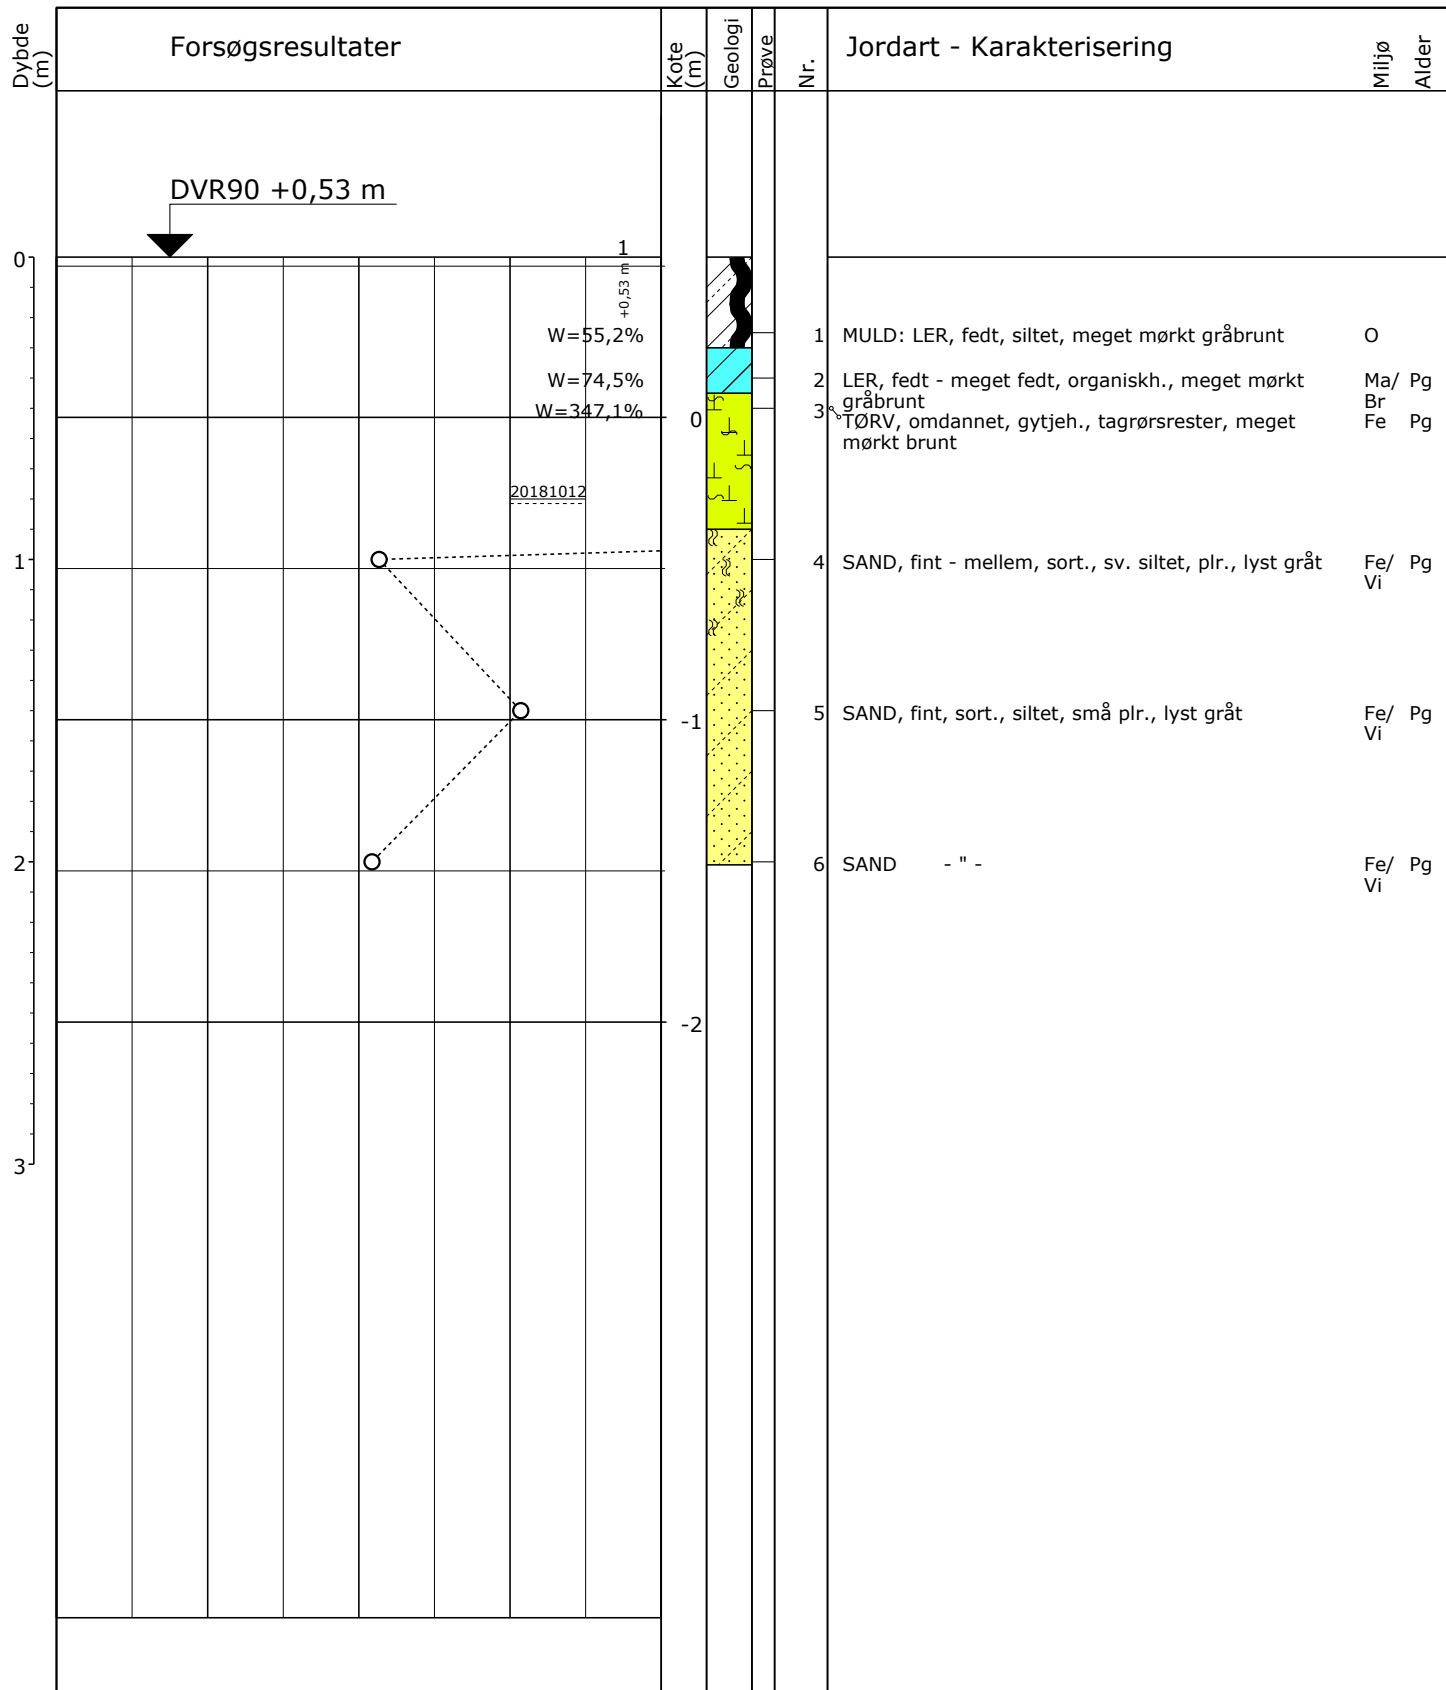 Dybde
(m)
Forsøgsresultater
Kote
(m)
Geologi
Prøve
Nr.
Jordart - Karakterisering
Miljø
Alder
DVR90 +0,53 m
0
1
+0,53 m
W=55,2%
1 MULD: LER, fedt, siltet, meget mørkt gråbrunt O
W=74,5%
2 LER, fedt - meget fedt, organiskh., meget mørkt Ma/ Pg
gråbrunt Br
W=347,1%
0
3 TØRV, omdannet, gytjeh., tagrørsrester, meget Fe Pg
mørkt brunt
20181012
1
4 SAND, fint - mellem, sort., sv. siltet, plr., lyst gråt Fe/ Pg
Vi
-1
5 SAND, fint, sort., siltet, små plr., lyst gråt Fe/ Pg
Vi
2
6 SAND - " - Fe/ Pg
Vi
-2
3